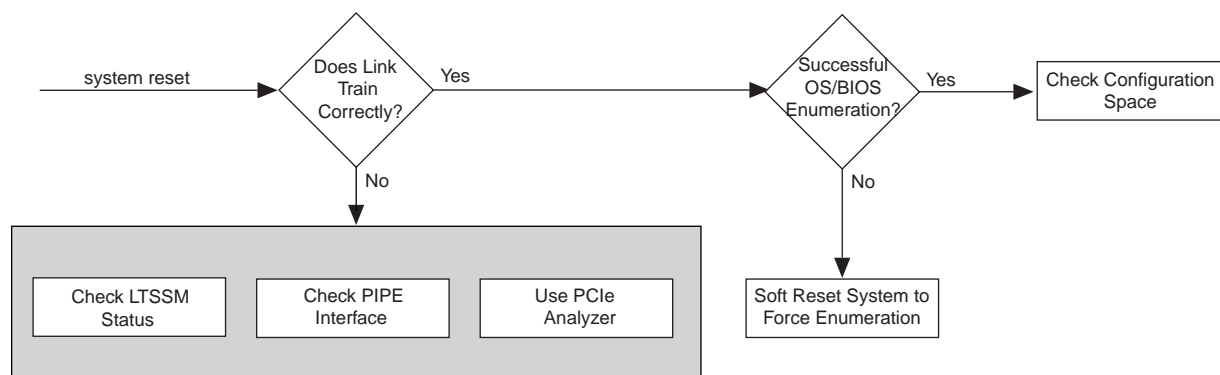 system reset
Does Link
Train
Correctly?
Yes
No
Successful
OS/BIOS
Enumeration?
Yes
No
Check Configuration
Space
Check LTSSM
Status
Check PIPE
Interface
Use PCIe
Analyzer
Soft Reset System to
Force Enumeration